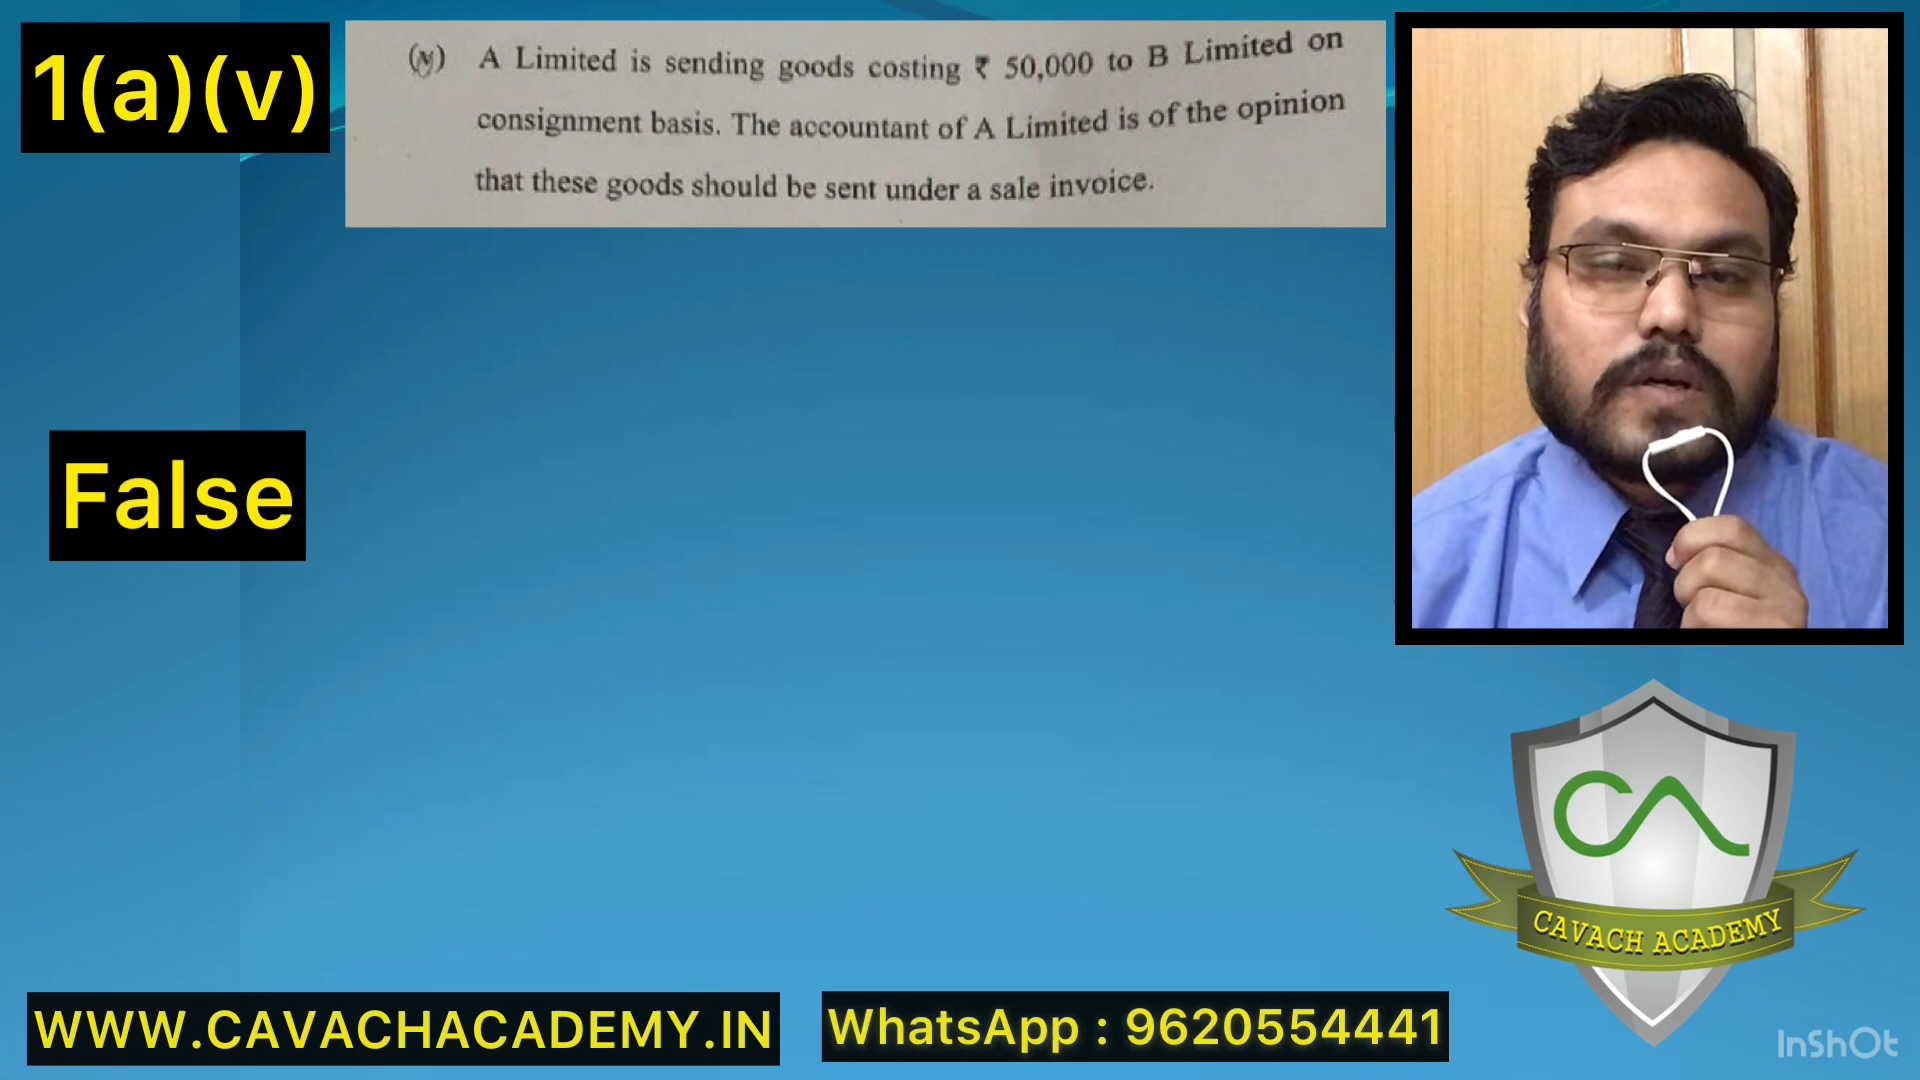 1(a)(v)
(v) A Limited is sending goods costing ₹ 50,000 to B Limited on
consignment basis. The accountant of A Limited is of the opinion
that these goods should be sent under a sale invoice.
False
CA
CAVACH ACADEMY
WWW.CAVACHACADEMY.IN
WhatsApp : 9620554441
InShOt